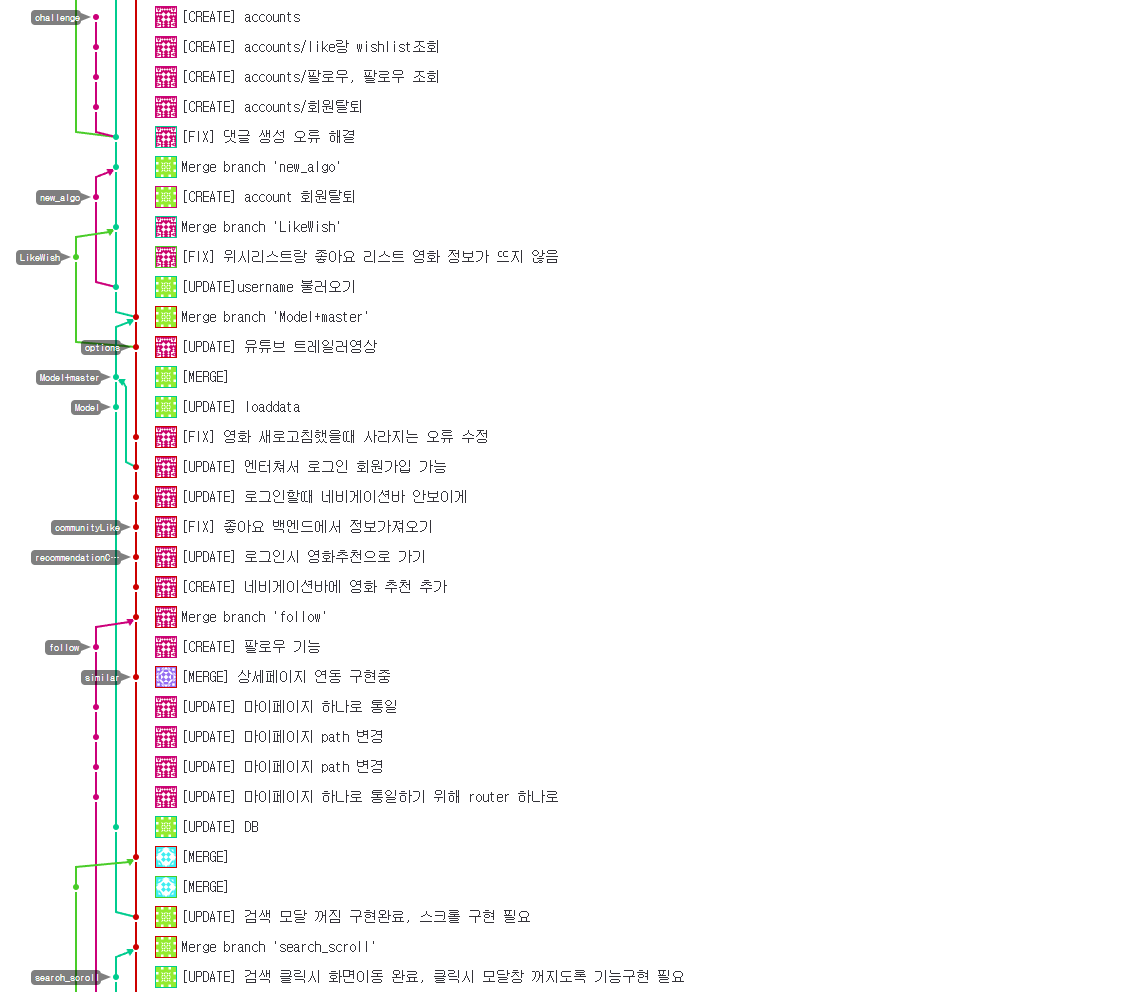 challenge [CREATE] accounts
[CREATE] accounts/like랑 wishlist조회
[CREATE] accounts/팔로우, 팔로우 조회
[CREATE] accounts/회원탈퇴
[FIX] 댓글 생성 오류 해결
Merge branch 'new_algo'
new_algo [CREATE] account 회원탈퇴
Merge branch 'LikeWish'
LikeWish [FIX] 위시리스트랑 좋아요 리스트 영화 정보가 뜨지 않음
[UPDATE]username 불러오기
Merge branch 'Model+master'
options [UPDATE] 유튜브 트레일러영상
Model+master [MERGE]
Model [UPDATE] loaddata
[FIX] 영화 새로고침했을때 사라지는 오류 수정
[UPDATE] 엔터쳐서 로그인 회원가입 가능
[UPDATE] 로그인할때 네비게이션바 안보이게
communityLike [FIX] 좋아요 백엔드에서 정보가져오기
recommendationC… [UPDATE] 로그인시 영화추천으로 가기
[CREATE] 네비게이션바에 영화 추천 추가
Merge branch 'follow'
follow [CREATE] 팔로우 기능
similar [MERGE] 상세페이지 연동 구현중
[UPDATE] 마이페이지 하나로 통일
[UPDATE] 마이페이지 path 변경
[UPDATE] 마이페이지 path 변경
[UPDATE] 마이페이지 하나로 통일하기 위해 router 하나로
[UPDATE] DB
[MERGE]
[MERGE]
[UPDATE] 검색 모달 꺼짐 구현완료, 스크롤 구현 필요
Merge branch 'search_scroll'
search_scroll [UPDATE] 검색 클릭시 화면이동 완료, 클릭시 모달창 꺼지도록 기능구현 필요